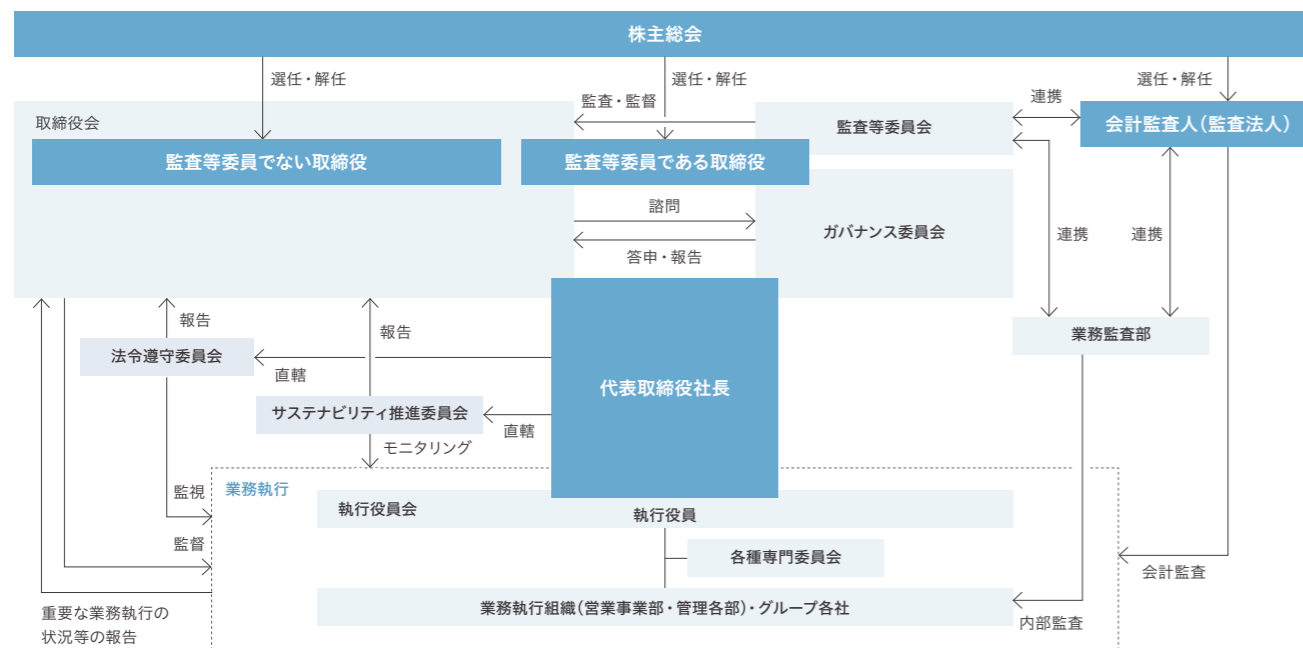 株主総会
選任・解任
選任・解任
選任・解任
監査・監督
連携
取締役会
監査等委員会
会計監査人(監査法人)
監査等委員でない取締役
監査等委員である取締役
諮問
ガバナンス委員会
連携
連携
答申・報告
報告
報告
業務監査部
法令遵守委員会
直轄
代表取締役社長
サステナビリティ推進委員会
直轄
モニタリング
監視
業務執行
執行役員会
執行役員
監督
各種専門委員会
会計監査
業務執行組織(営業事業部・管理各部)・グループ各社
内部監査
重要な業務執行の
状況等の報告